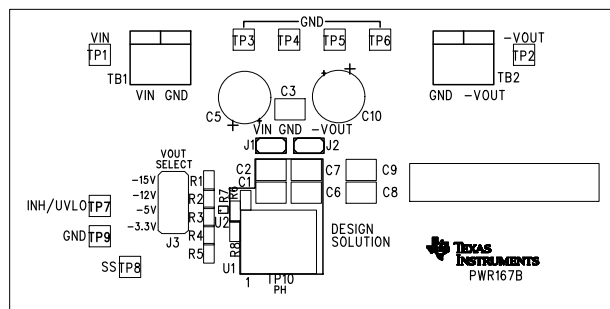 GND
VIN
TP1
TP3
TP4
TP5
TP6
-VOUT
TP2
TB1
VIN GND
C5
C3
C10
TB2
GND -VOUT
VIN GND -VOUT
J1
J2
VOUT
SELECT
-15V
-12V
-5V
-3.3V
J3
R1
R2
R3
R4
R5
R7
U2
R6
R8
C2
C1
C7
C6
C9
C8
INH/UVLO
TP7
GND
TP9
SS
TP8
U1
1
TP10
PH
DESIGN
SOLUTION
TEXAS
INSTRUMENTS
PWR167B